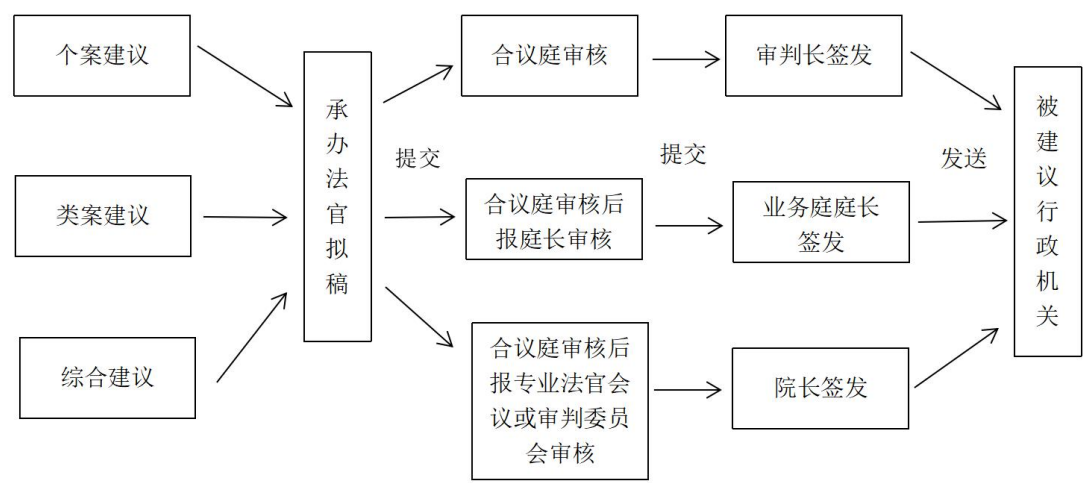 个案建议
类案建议
综合建议
承办法官拟稿
提交
合议庭审核
合议庭审核后
报庭长审核
合议庭审核后
报专业法官会
议或审判委员
会审核
提交
审判长签发
业务庭庭长
签发
院长签发
发送
被建议行政机关